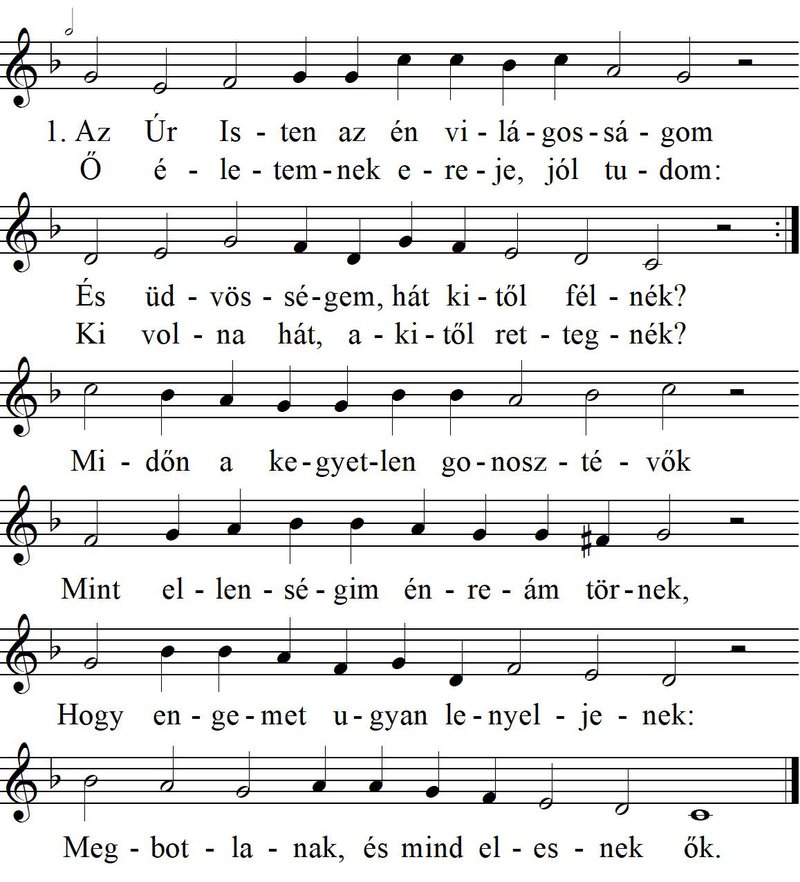 1. Az Úr Is - ten az én vi - lá - gos - sá - gom
Ő é - le - tem - nek e - re - je, jól tu - dom:
És üd - vös - sé - gem, hát ki - től fél - nék?
Ki vol - na hát, a - ki - től ret - teg - nék?
Mi - dőn a ke - gyet - len go - nosz - té - vők
Mint el - len - sé - gim én - re - ám tör - nek,
Hogy en - ge - met u - gyan le - nyel - je - nek:
Meg - bot - la - nak, és mind el - es - nek ők.